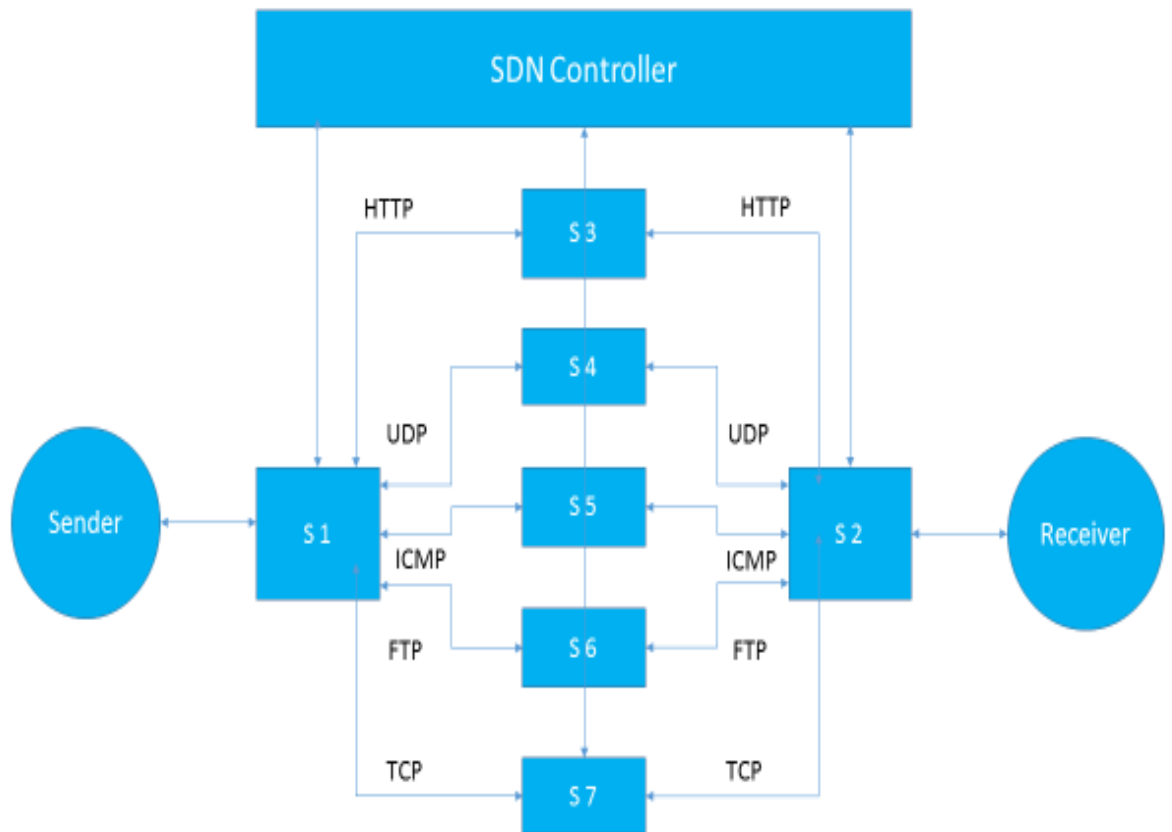 SDN Controller
HTTP
S 3
HTTP
S 4
UDP
UDP
Sender
S 1
S 5
S 2
Receiver
ICMP
ICMP
FTP
S 6
FTP
TCP
S 7
TCP